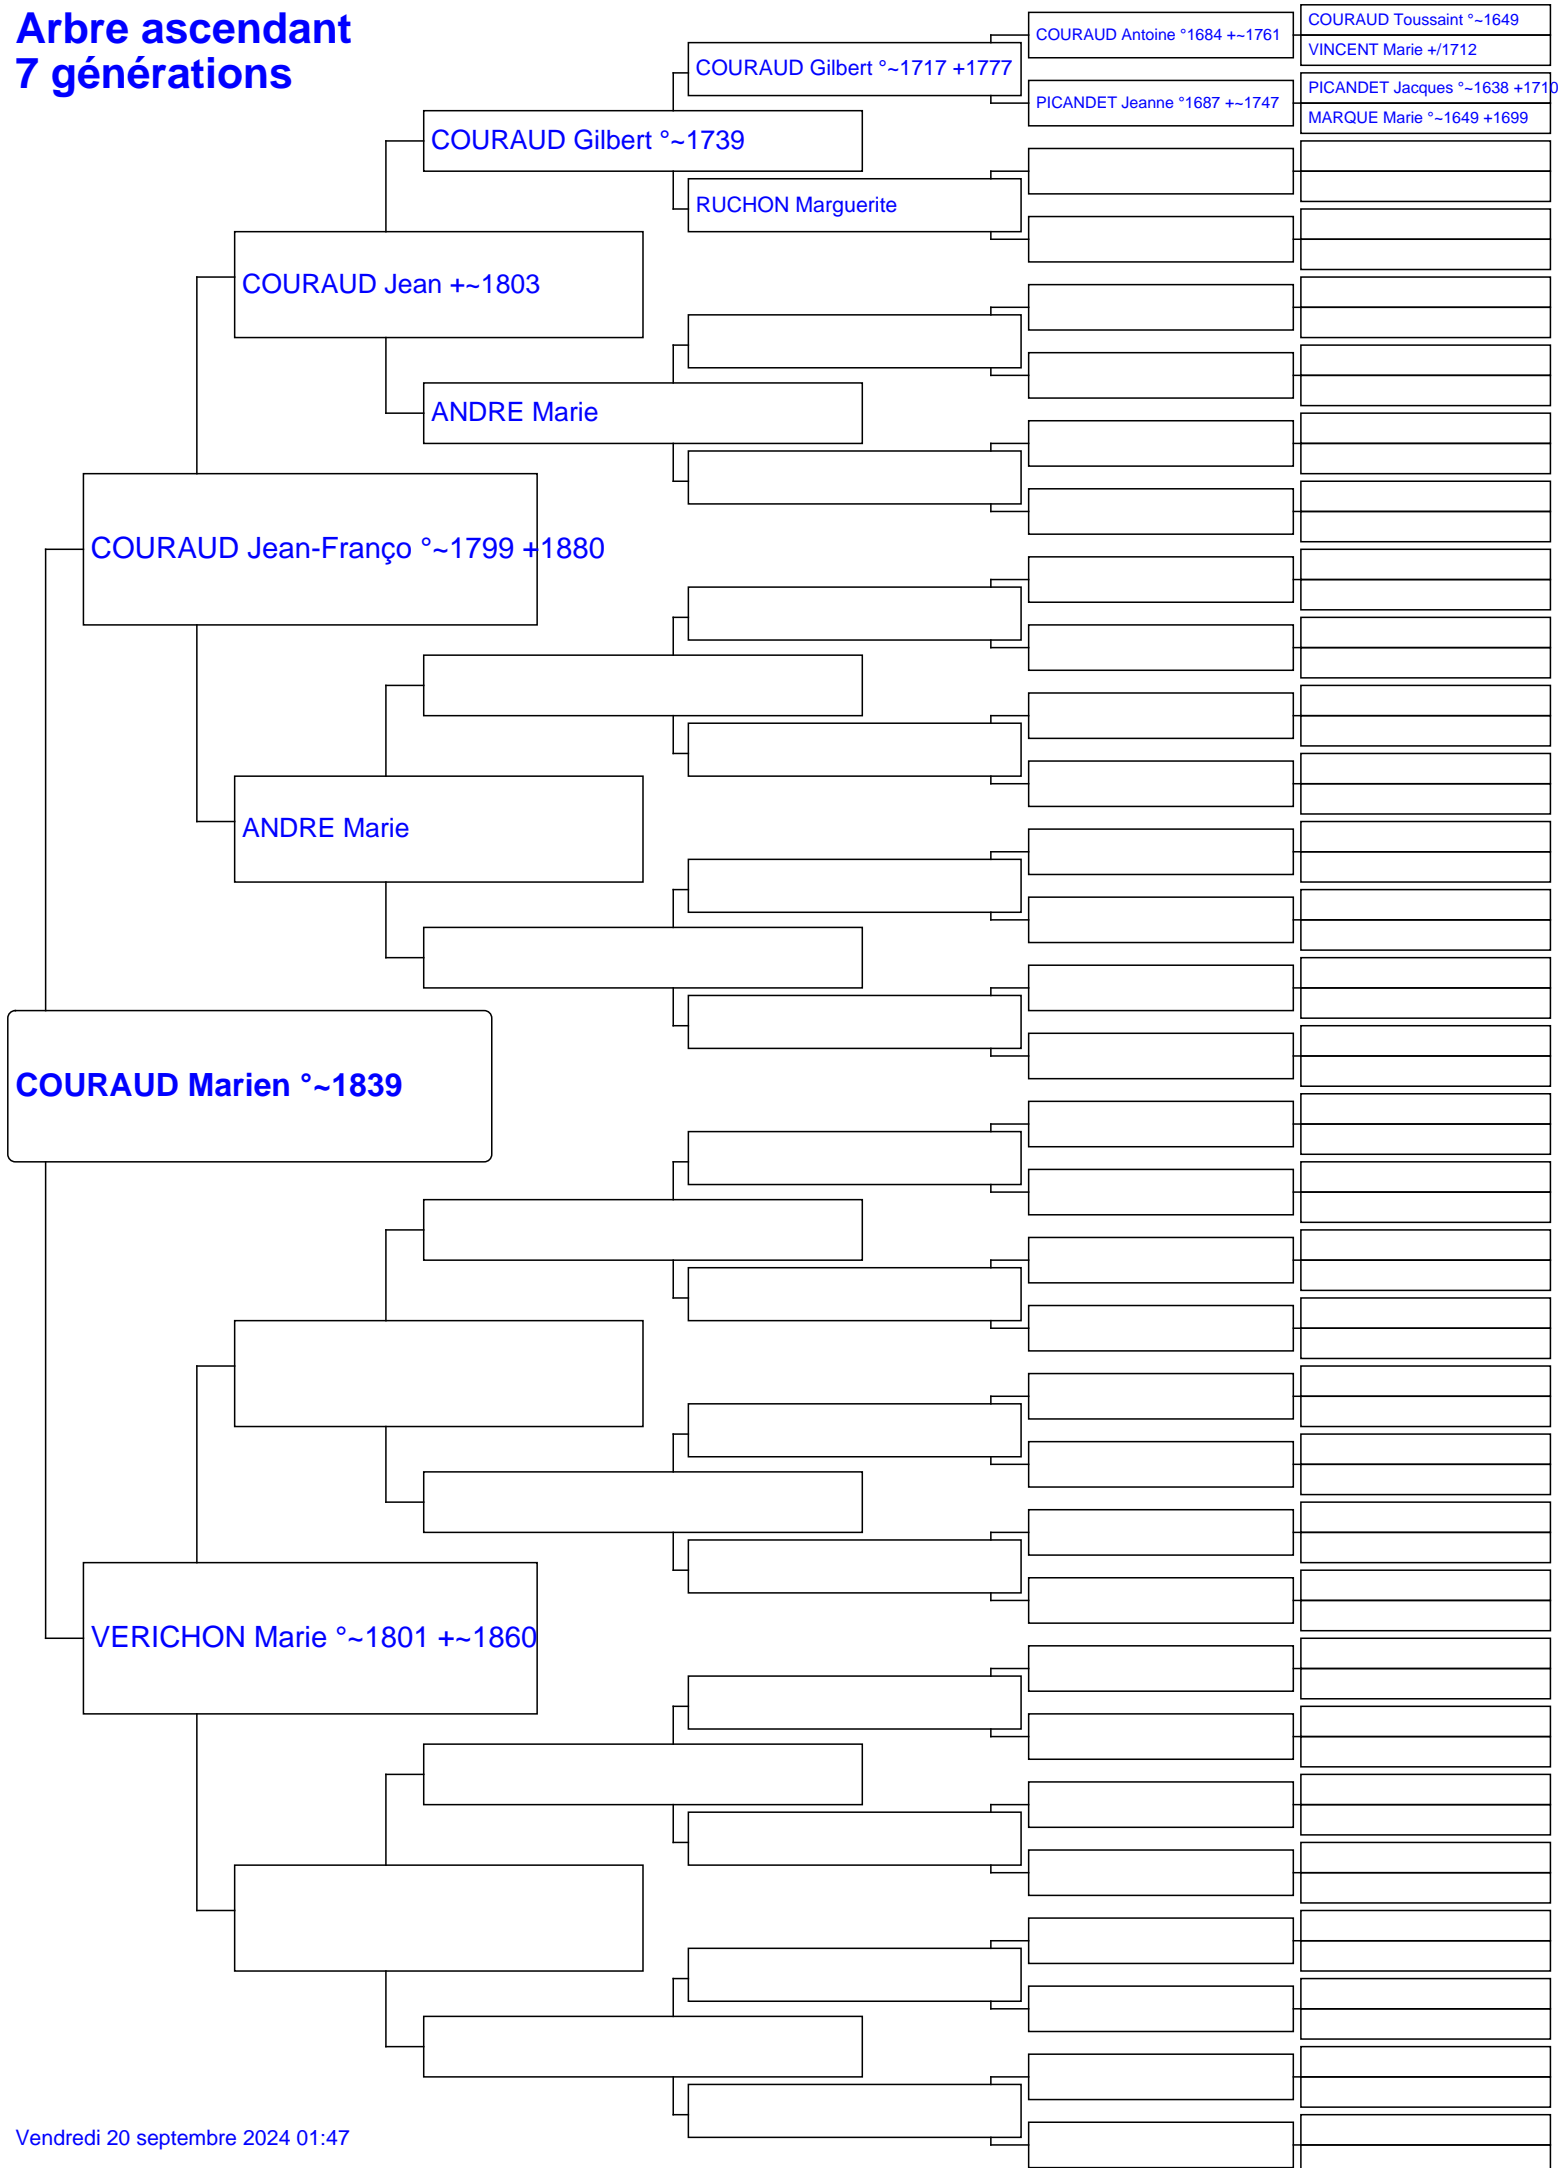 Arbre ascendant
7 générations
COURAUD Toussaint °~1649
COURAUD Antoine °1684 +~1761
VINCENT Marie +/1712
COURAUD Gilbert °~1717 +1777
PICANDET Jacques °~1638 +1710
PICANDET Jeanne °1687 +~1747
MARQUE Marie °~1649 +1699
COURAUD Gilbert °~1739
RUCHON Marguerite
COURAUD Jean +~1803
ANDRE Marie
COURAUD Jean-Franço °~1799 +1880
ANDRE Marie
COURAUD Marien °~1839
VERICHON Marie °~1801 +~1860
Vendredi 20 septembre 2024 01:47